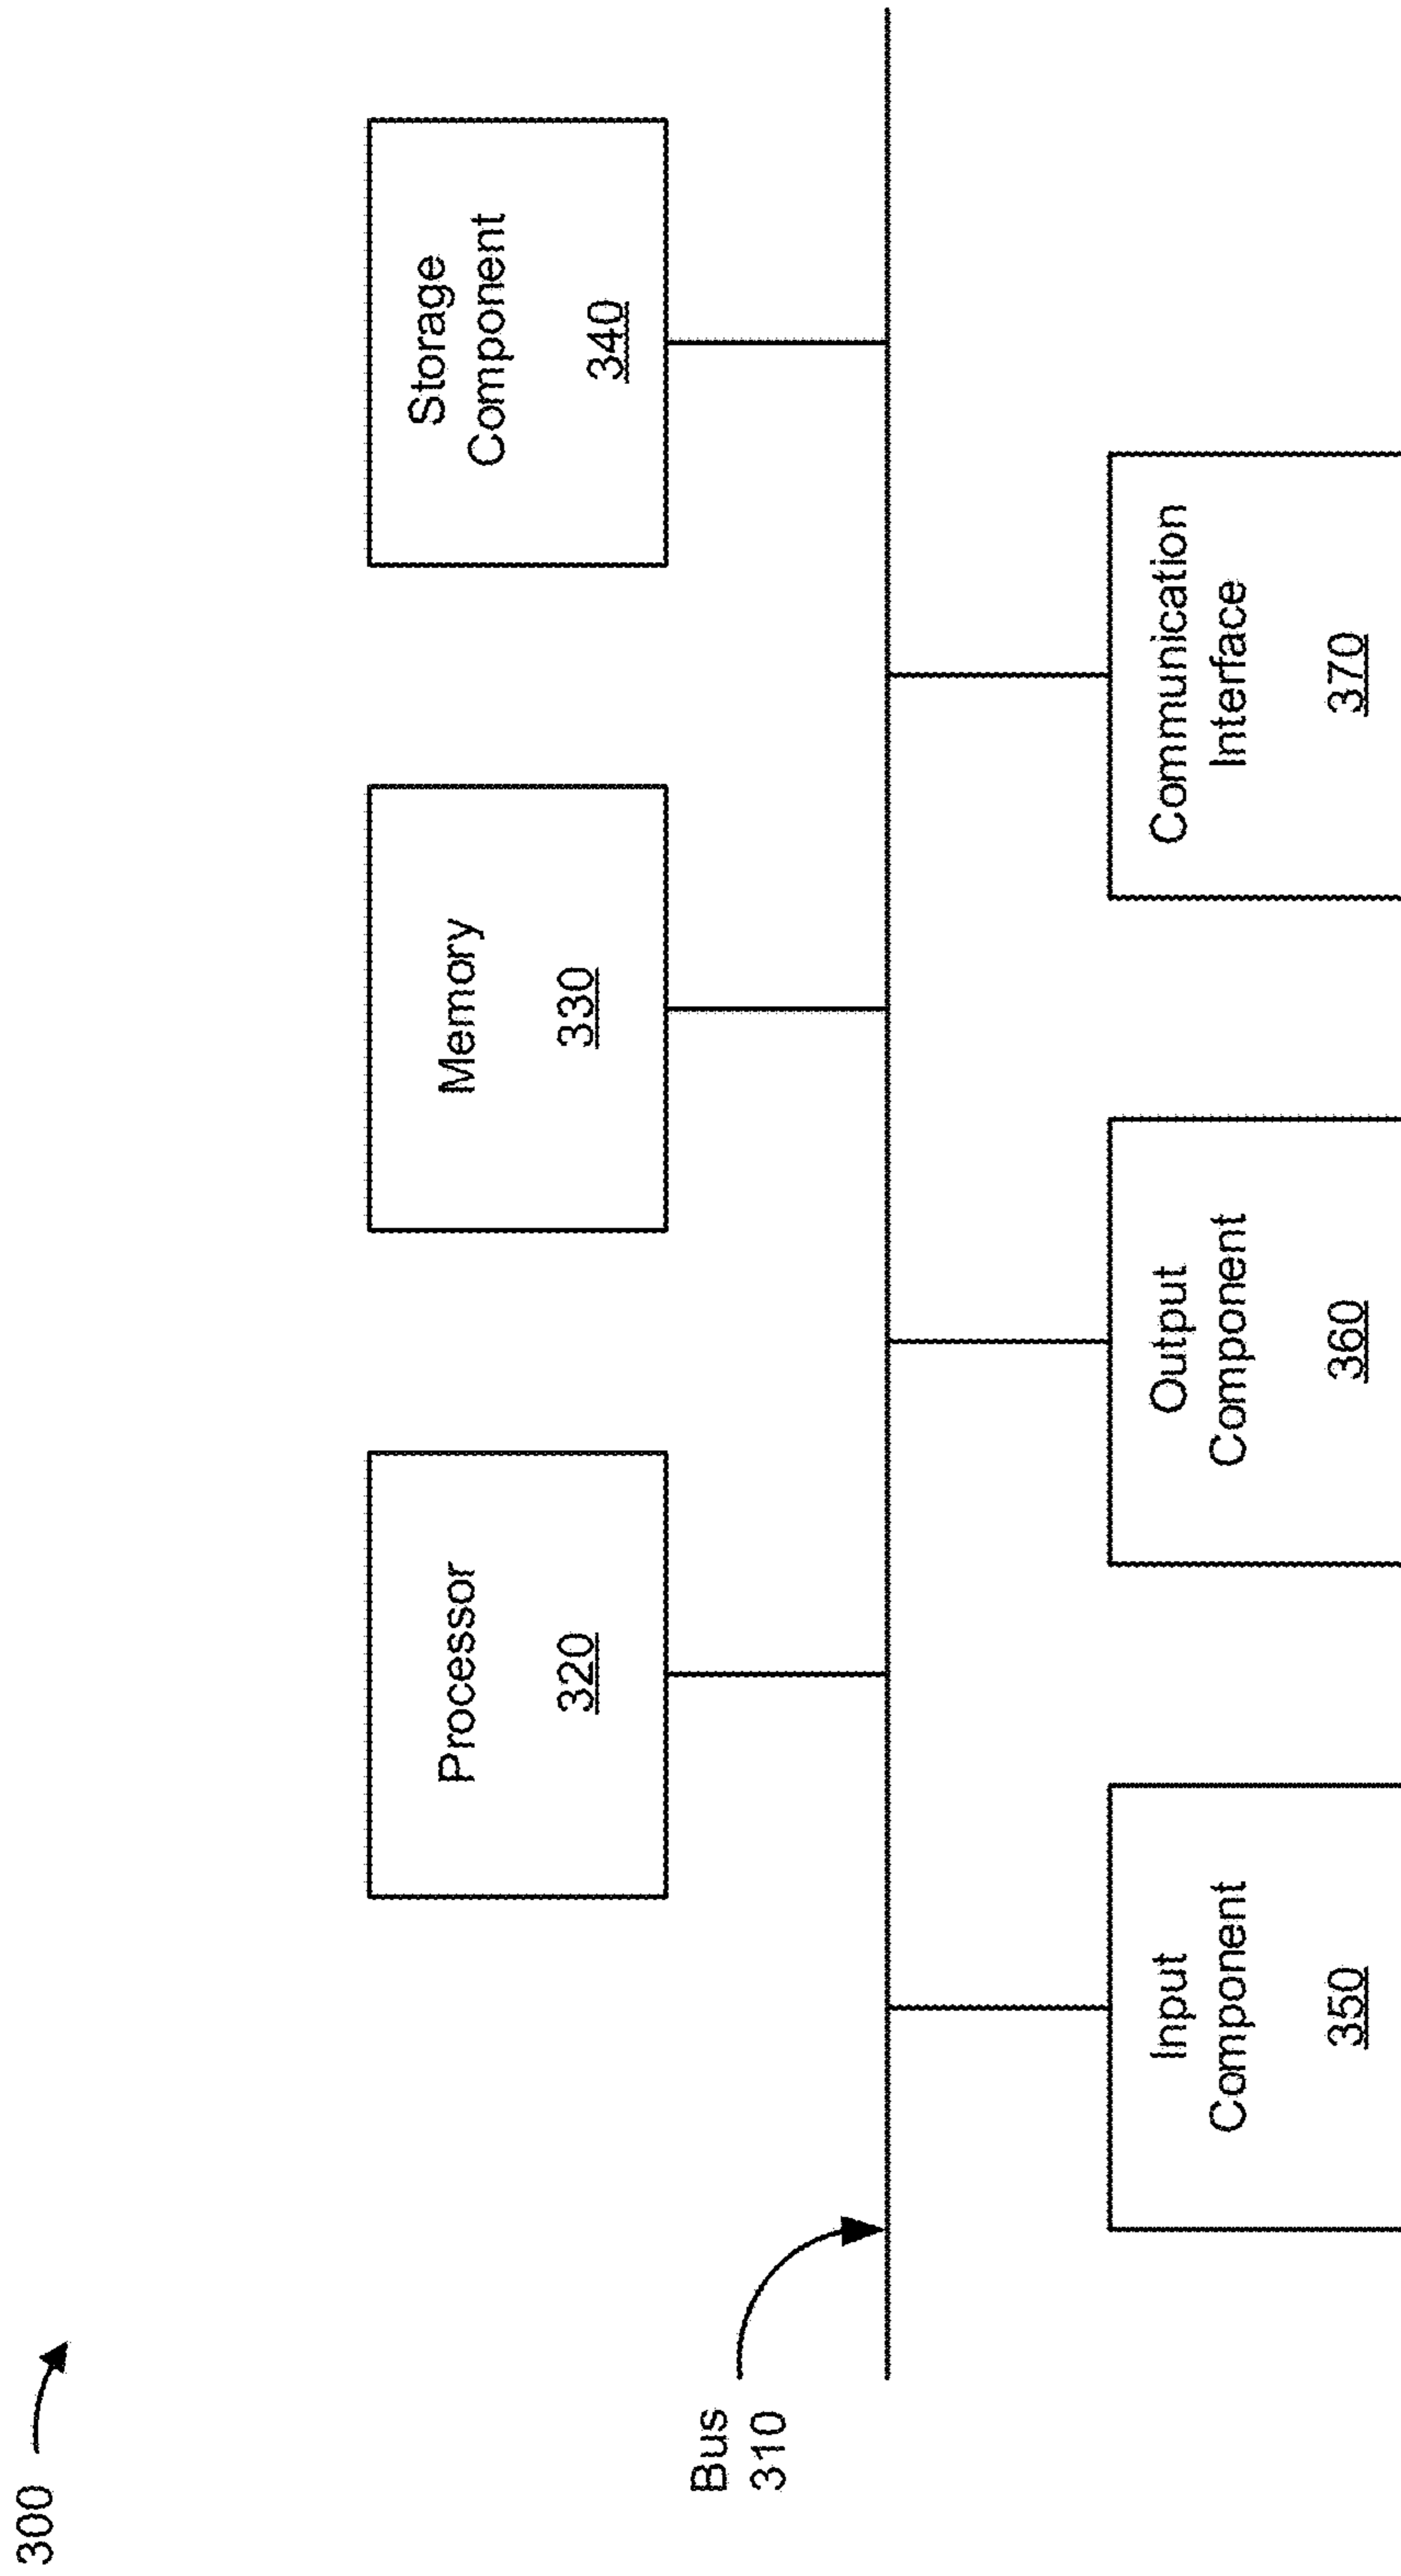 300
Processor
320
Memory
330
Storage
Component
340
Bus
310
Input
Component
350
Output
Component
360
Communication
Interface
370